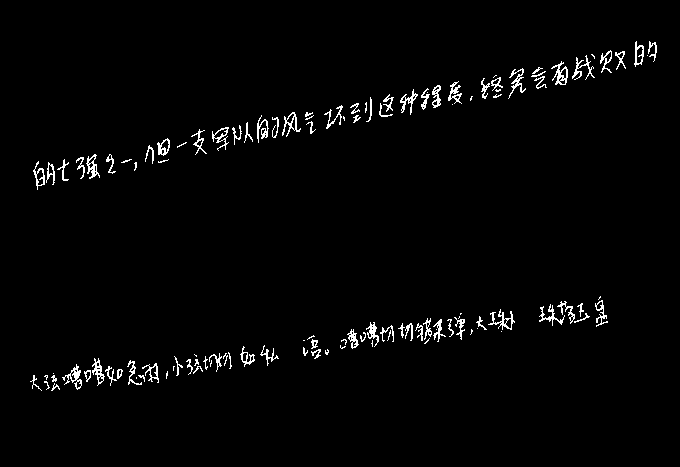 的七强之一，但一支军队的风气坏到这种程度，终究会有战败的
大弦嘈嘈如急雨，小弦切切如私 语。嘈嘈切切错杂弹，大珠小 珠落玉盘